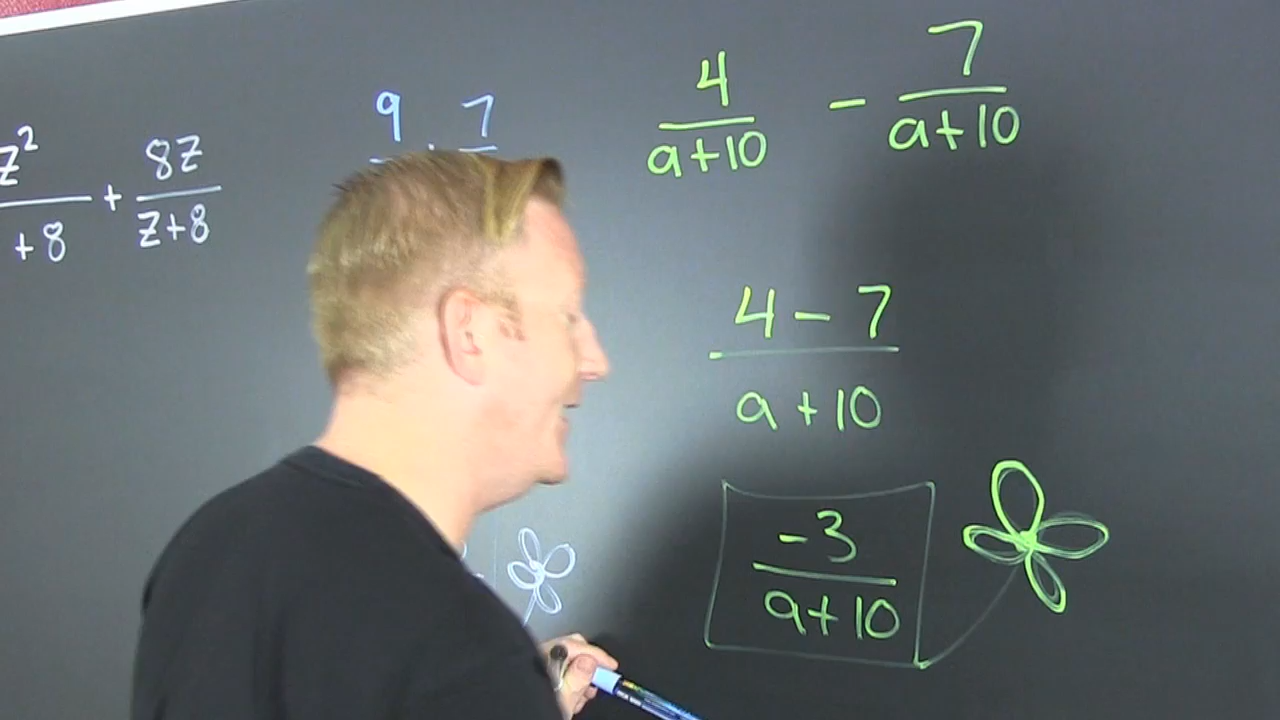 z² / +8 + 8z / z+8
9 · 7
4 / a+10 - 7 / a+10
4 - 7 / a+10
-3 / a+10